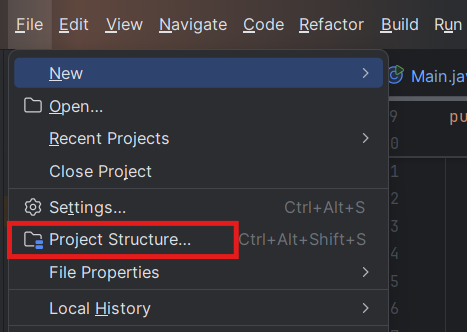 File Edit View Navigate Code Refactor Build Run
New
Main.java
Open...
9 pu
Recent Projects
0
Close Project
1
2
Settings... Ctrl+Alt+S
3
Project Structure... Ctrl+Alt+Shift+S
4
File Properties
5
Local History
6